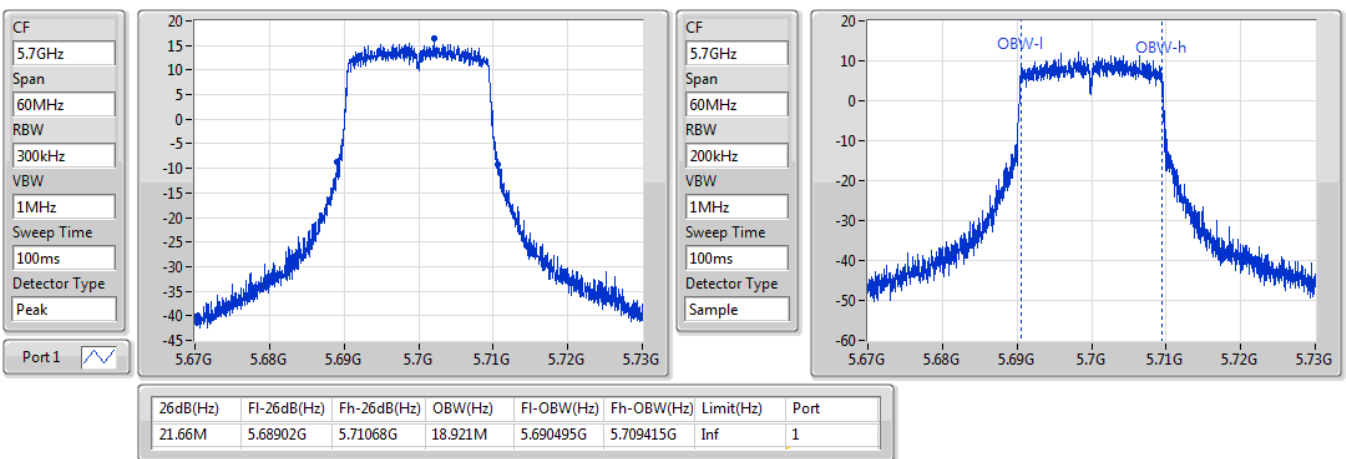 CF
5.7GHz
Span
60MHz
RBW
300kHz
VBW
1MHz
Sweep Time
100ms
Detector Type
Peak
Port 1
20
15
10
5
0
-5
-10
-15
-20
-25
-30
-35
-40
-45
5.67G 5.68G 5.69G 5.7G 5.71G 5.72G 5.73G
CF
5.7GHz
Span
60MHz
RBW
200kHz
VBW
1MHz
Sweep Time
100ms
Detector Type
Sample
OBW-l OBW-h
20
10
0
-10
-20
-30
-40
-50
-60
5.67G 5.68G 5.69G 5.7G 5.71G 5.72G 5.73G
26dB(Hz) Fl-26dB(Hz) Fh-26dB(Hz) OBW(Hz) Fl-OBW(Hz) Fh-OBW(Hz) Limit(Hz) Port
21.66M 5.68902G 5.71068G 18.921M 5.690495G 5.709415G Inf 1